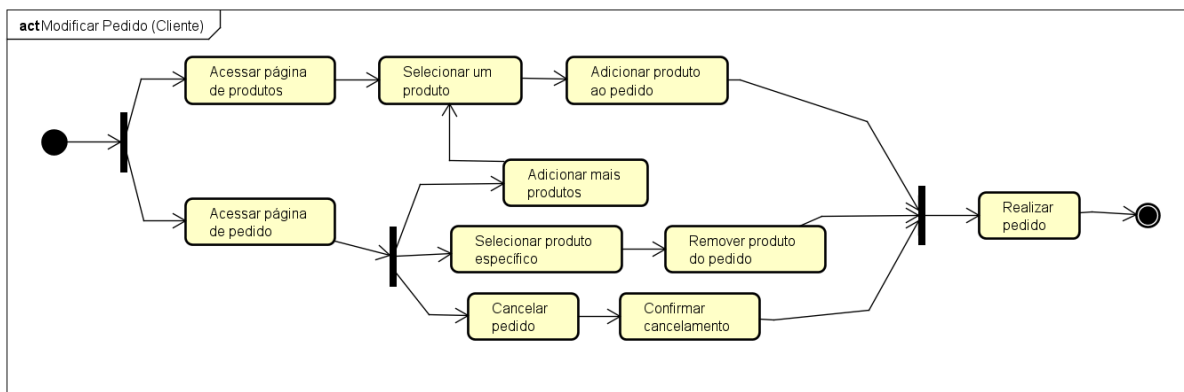 act Modificar Pedido (Cliente)
Acessar página
de produtos
Selecionar um
produto
Adicionar produto
ao pedido
Adicionar mais
produtos
Acessar página
de pedido
Selecionar produto
específico
Remover produto
do pedido
Cancelar
pedido
Confirmar
cancelamento
Realizar
pedido